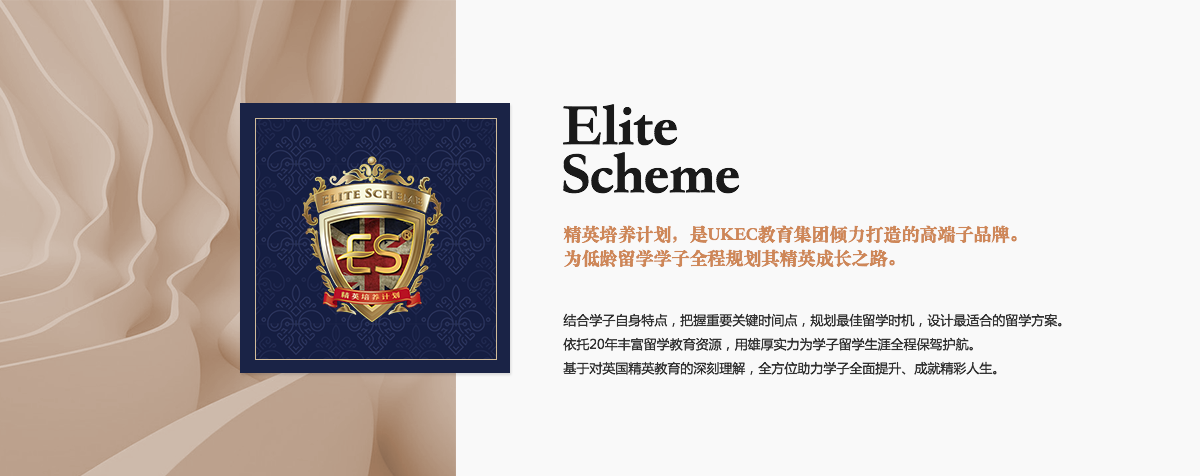 ELITE SCHEME
ES®
精英培养计划
Elite
Scheme
精英培养计划，是UKEC教育集团倾力打造的高端子品牌。
为低龄留学学子全程规划其精英成长之路。
结合学子自身特点，把握重要关键时间点，规划最佳留学时机，设计最适合的留学方案。
依托20年丰富留学教育资源，用雄厚实力为学子留学生涯全程保驾护航。
基于对英国精英教育的深刻理解，全方位助力学子全面提升、成就精彩人生。